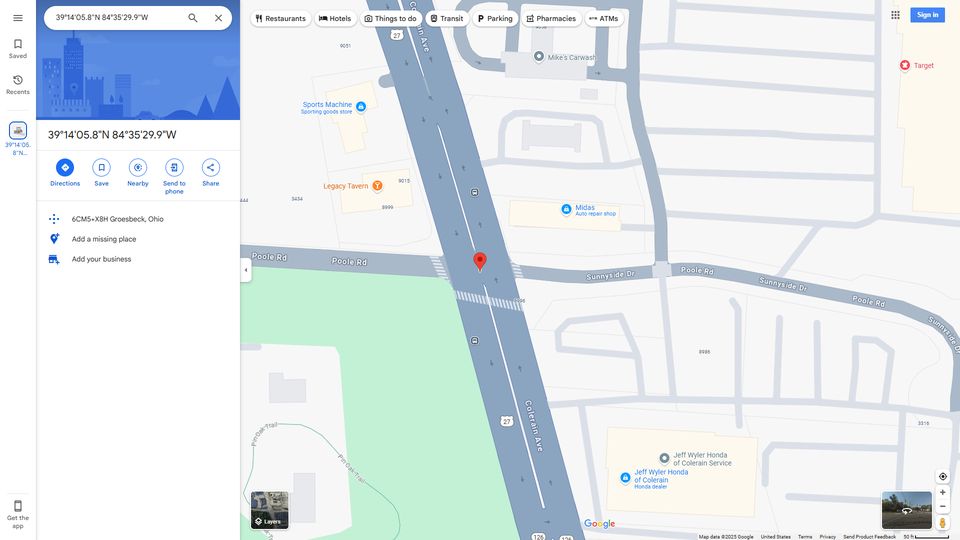 39°14'05.8"N 84°35'29.9"W
Restaurants
Hotels
Things to do
Transit
Parking
Pharmacies
ATMs
Sign in
Saved
Recents
39°14'05.
8"N...
Get the
app
39°14'05.8"N 84°35'29.9"W
Directions
Save
Nearby
Send to
phone
Share
6CM5+X8H Groesbeck, Ohio
Add a missing place
Add your business
9051
27
Colerain Ave
Mike's Carwash
Target
Sports Machine
Sporting goods store
Legacy Tavern
9015
8999
3434
444
Midas
Auto repair shop
Poole Rd
Poole Rd
Sunnyside Dr
Poole Rd
Sunnyside Dr
Poole Rd
Sunnyside Dr
8986
27
Colerain Ave
3316
Pin Oak Trail
Pin Oak Trail
Jeff Wyler Honda
of Colerain Service
Jeff Wyler Honda
of Colerain
Honda dealer
126
126
Layers
Google
Map data ©2025 Google
United States
Terms
Privacy
Send Product Feedback
50 ft